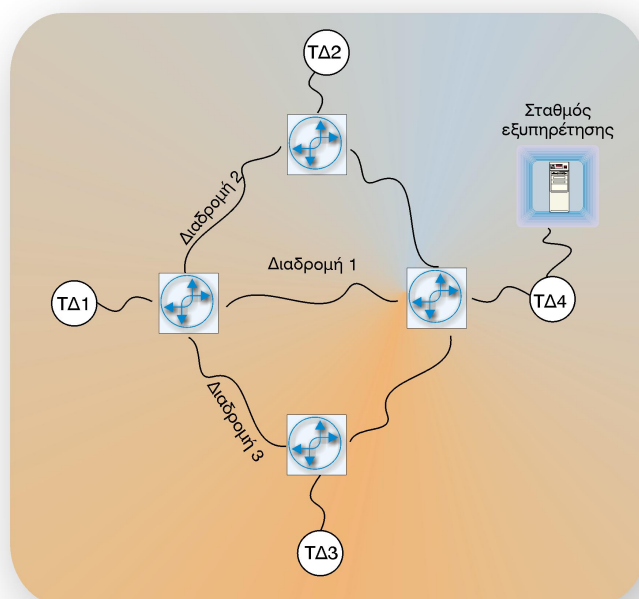 ΤΔ2
Σταθμός
εξυπηρέτησης
Διαδρομή 2
Διαδρομή 1
ΤΔ1
ΤΔ4
Διαδρομή 3
ΤΔ3